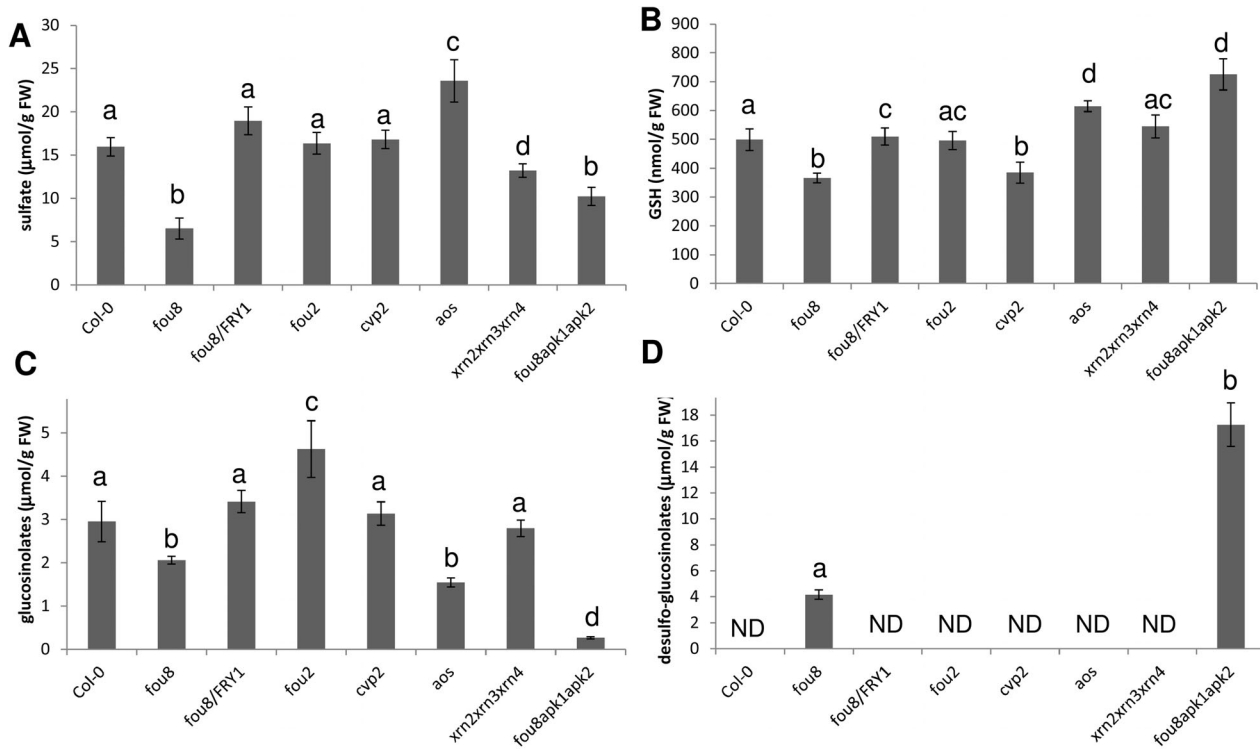 A
sulfate (µmol/g FW)
30
25
20
15
10
5
0
a
b
a
a
a
c
d
b
Col-0
fou8
fou8/FRY1
fou2
cvp2
aos
xrn2xrn3xrn4
fou8apk1apk2
B
GSH (nmol/g FW)
900
800
700
600
500
400
300
200
100
0
a
b
c
ac
b
d
ac
d
Col-0
fou8
fou8/FRY1
fou2
cvp2
aos
xrn2xrn3xrn4
fou8apk1apk2
C
glucosinolates (µmol/g FW)
5
4
3
2
1
0
a
b
a
c
a
b
a
d
Col-0
fou8
fou8/FRY1
fou2
cvp2
aos
xrn2xrn3xrn4
fou8apk1apk2
D
desulfo-glucosinolates (µmol/g FW)
18
16
14
12
10
8
6
4
2
0
ND
a
ND
ND
ND
ND
ND
b
Col-0
fou8
fou8/FRY1
fou2
cvp2
aos
xrn2xrn3xrn4
fou8apk1apk2